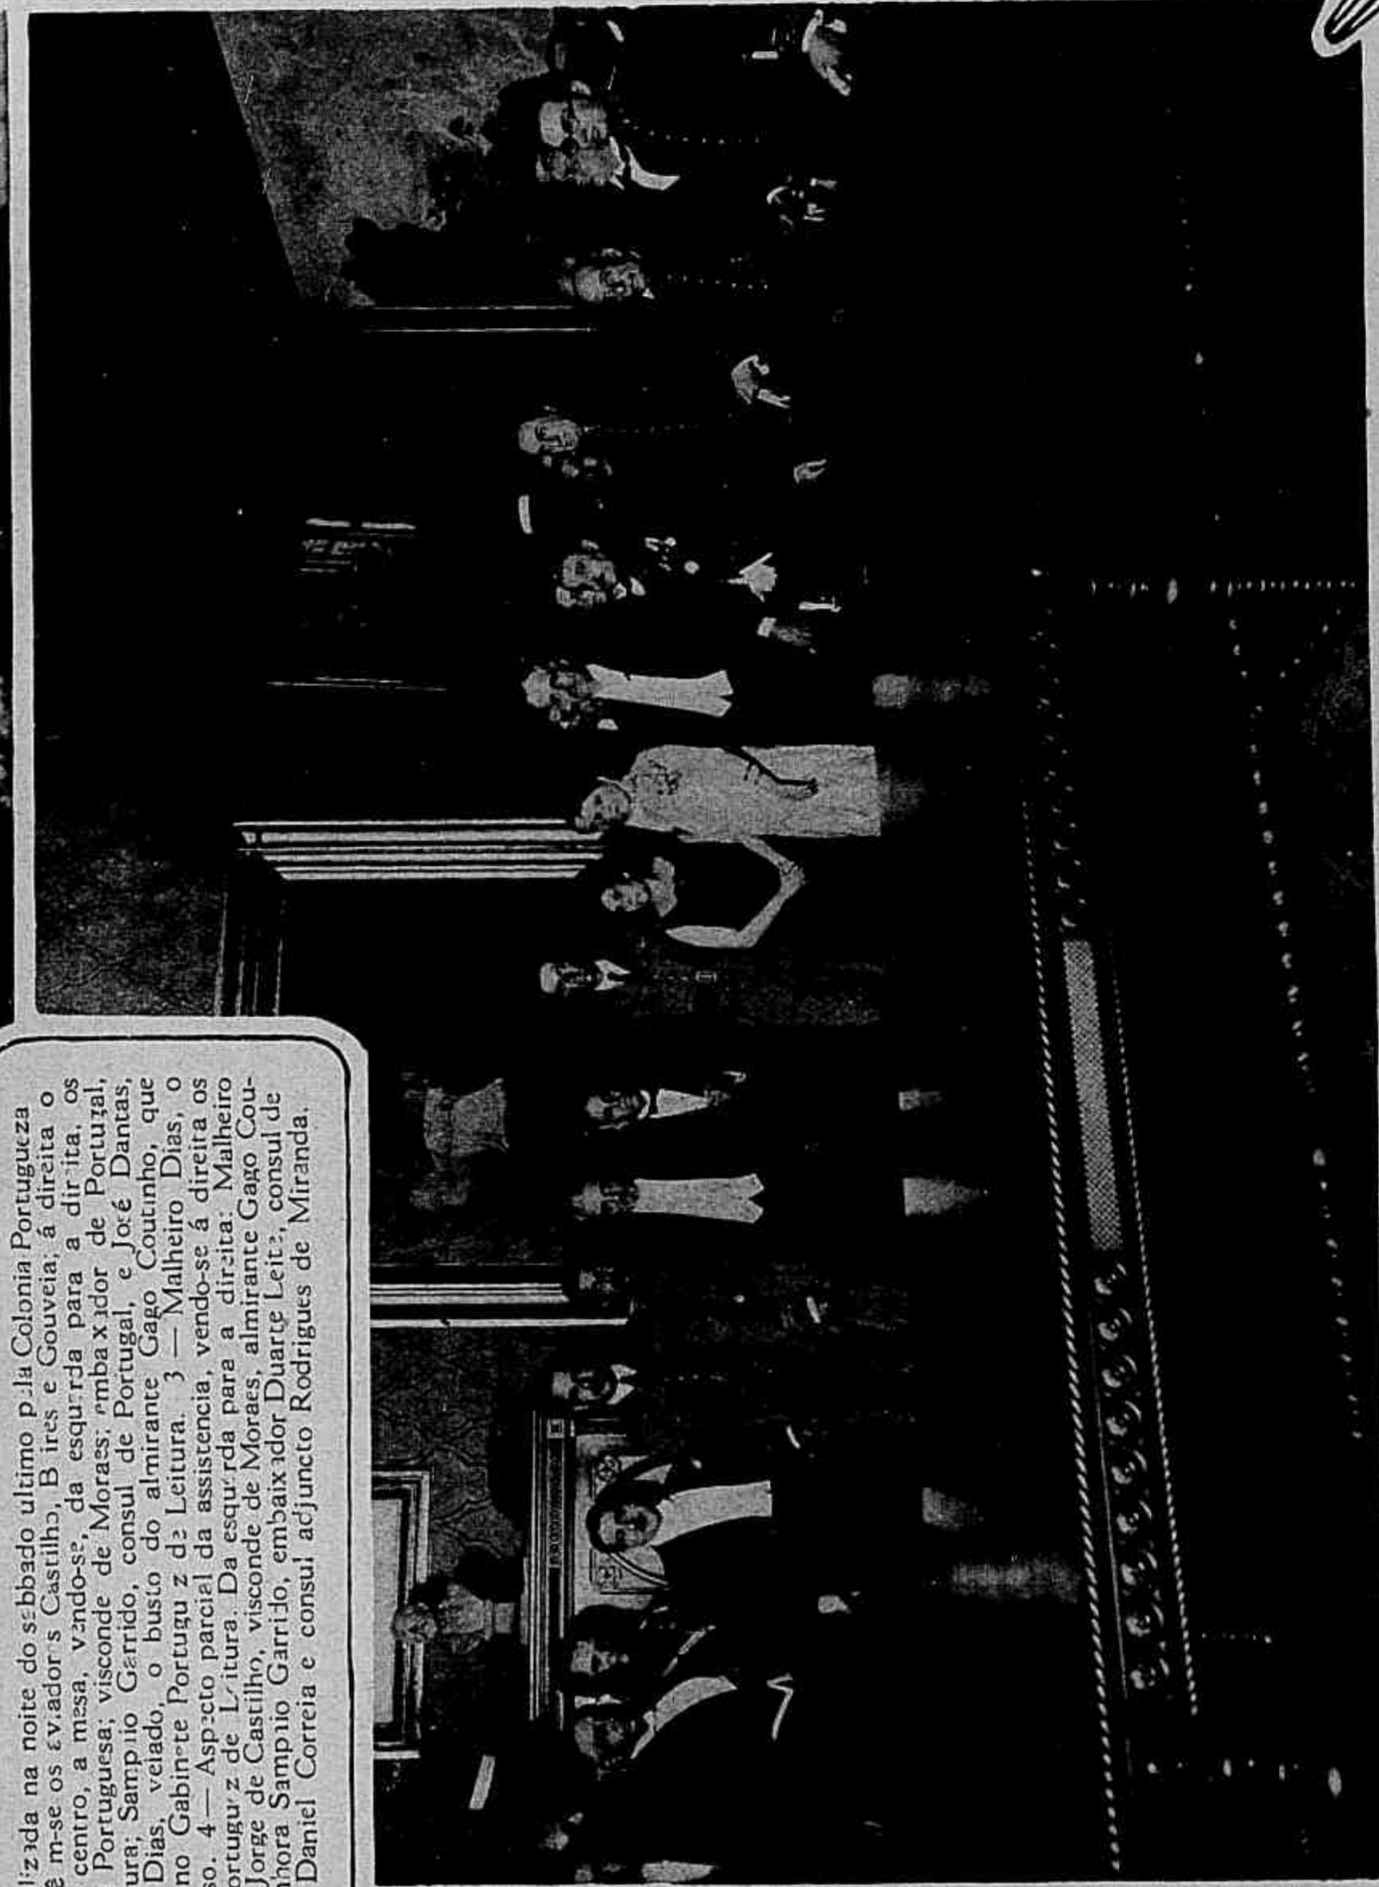 lizada na noite do sabbado ultimo pela Colonia Portugueza
ê m-se os aviadores Castilho, B ires e Gouveia; á direita o
centro, a mesa, vendo-se, da esquerda para a direita, os
Portuguesa; visconde de Moraes; embaixador de Portugal,
ura; Sampaio Garrido, consul de Portugal, e José Dantas,
Dias, velado, o busto do almirante Gago Coutinho, que
no Gabinete Portuguez de Leitura. 3 — Malheiro Dias, o
so. 4 — Aspecto parcial da assistencia, vendo-se á direita os
ortuguez de Leitura. Da esquerda para a direita: Malheiro
Jorge de Castilho, visconde de Moraes, almirante Gago Cou-
nhora Sampaio Garrido, embaixador Duarte Leite, consul de
Daniel Correia e consul adjuncto Rodrigues de Miranda.